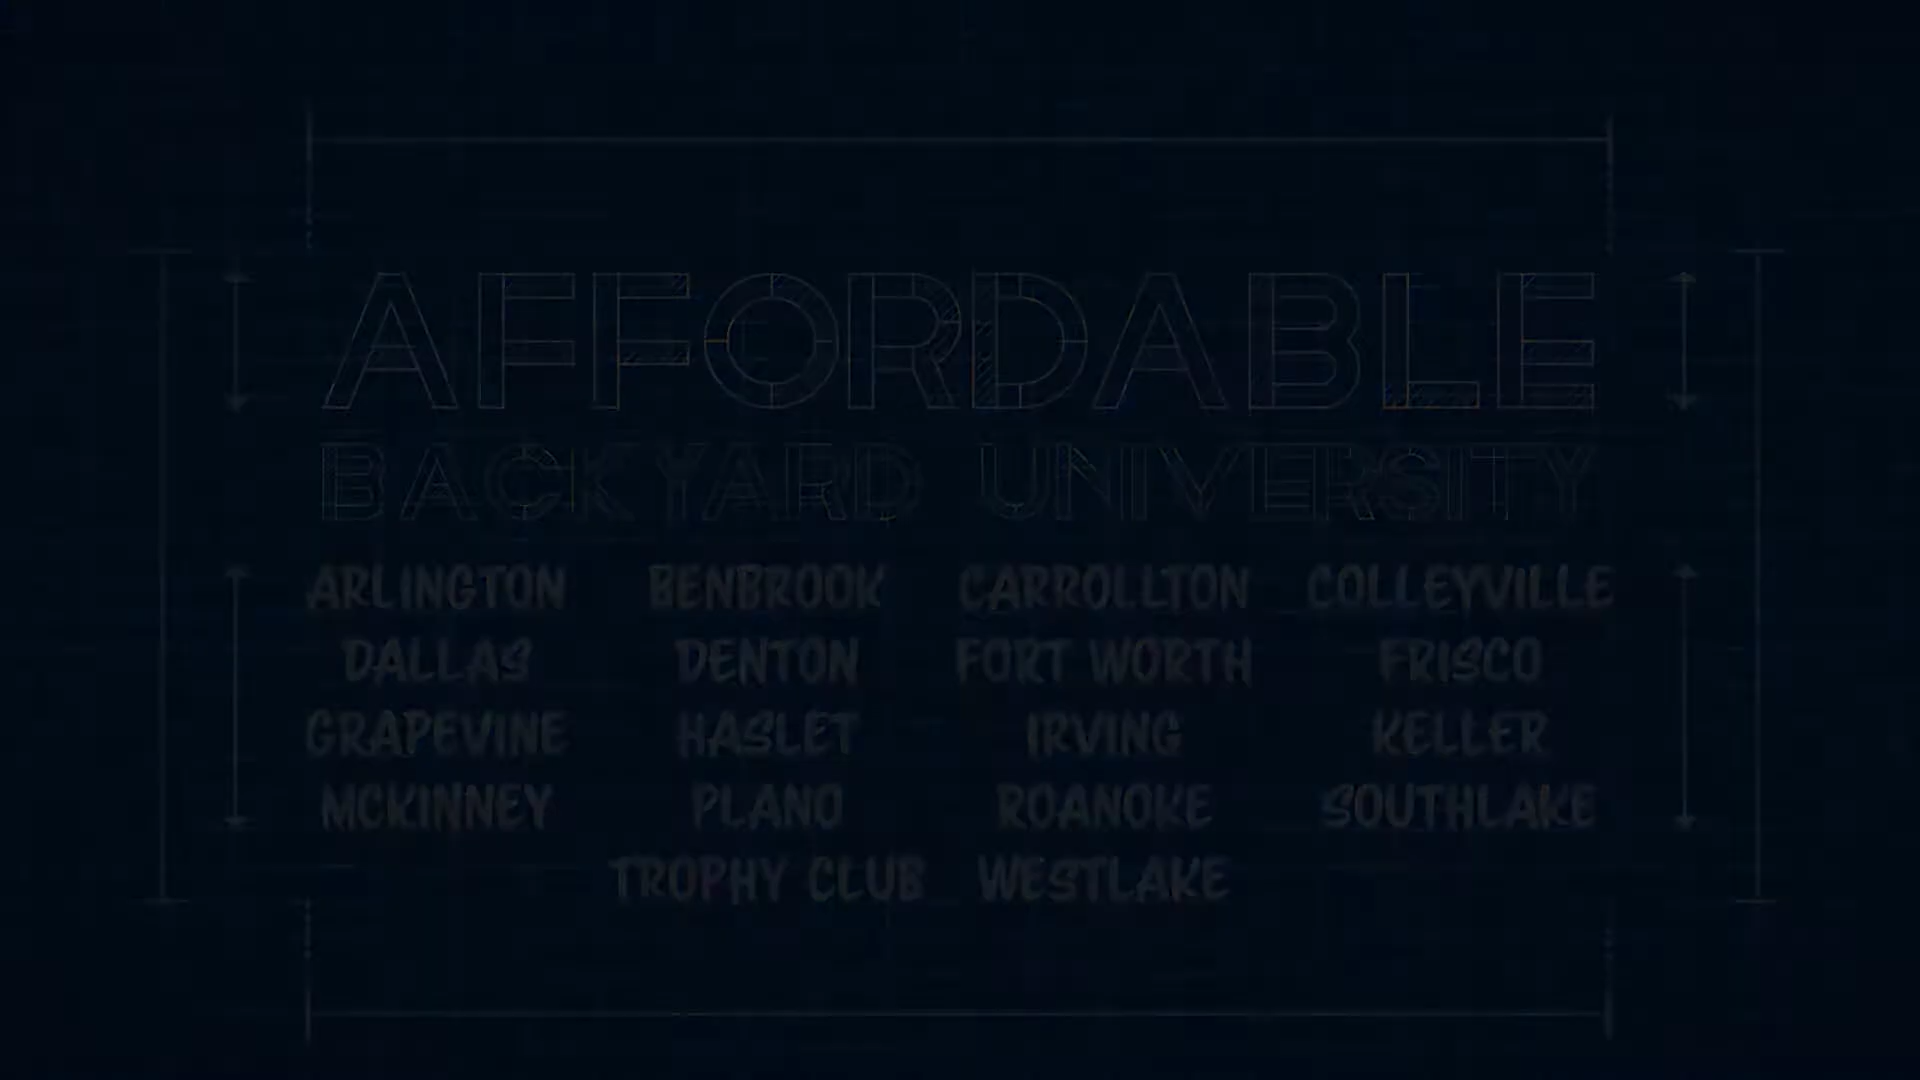 AFFORDABLE
BACKYARD UNIVERSITY
ARLINGTON BENBROOK CARROLLTON COLLEYVILLE
DALLAS DENTON FORT WORTH FRISCO
GRAPEVINE HASLET IRVING KELLER
MCKINNEY PLANO ROANOKE SOUTHLAKE
TROPHY CLUB WESTLAKE